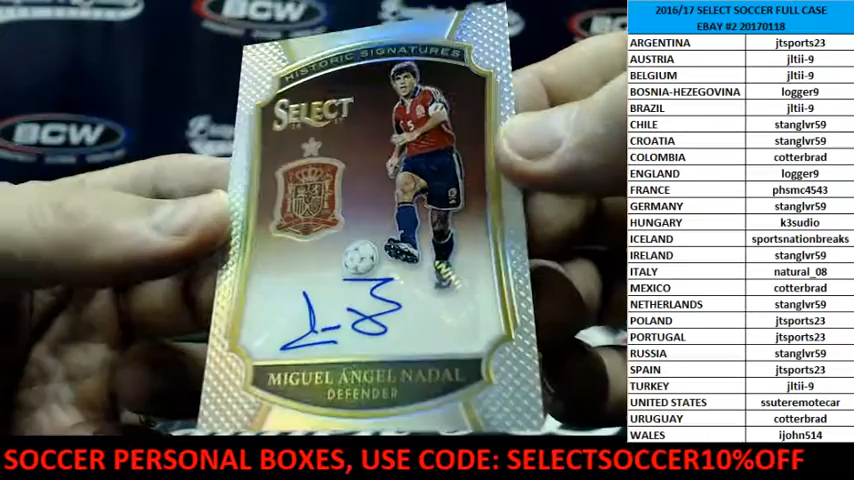 BCW
BCW
BCW
HISTORIC SIGNATURES
SELECT
MIGUEL ÁNGEL NADAL
DEFENDER
2016/17 SELECT SOCCER FULL CASE
EBAY #2 20170118
ARGENTINA jtsports23
AUSTRIA jltii-9
BELGIUM jltii-9
BOSNIA-HEZEGOVINA logger9
BRAZIL jltii-9
CHILE stanglvr59
CROATIA stanglvr59
COLOMBIA cotterbrad
ENGLAND logger9
FRANCE phsmc4543
GERMANY stanglvr59
HUNGARY k3sudio
ICELAND sportsnationbreaks
IRELAND stanglvr59
ITALY natural_08
MEXICO cotterbrad
NETHERLANDS stanglvr59
POLAND jtsports23
PORTUGAL jtsports23
RUSSIA stanglvr59
SPAIN jtsports23
TURKEY jltii-9
UNITED STATES ssuteremotecar
URUGUAY cotterbrad
WALES ijohn514
SOCCER PERSONAL BOXES, USE CODE: SELECTSOCCER10%OFF